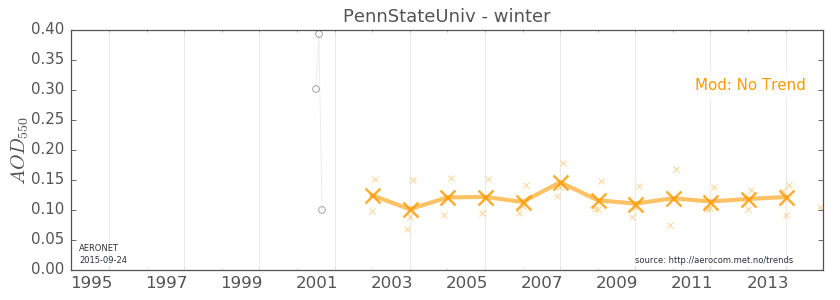 PennStateUniv - winter
0.40
0.35
0.30
0.25
0.20
0.15
0.10
0.05
0.00
AOD550
Mod: No Trend
AERONET
2015-09-24
source: http://aerocom.met.no/trends
1995 1997 1999 2001 2003 2005 2007 2009 2011 2013